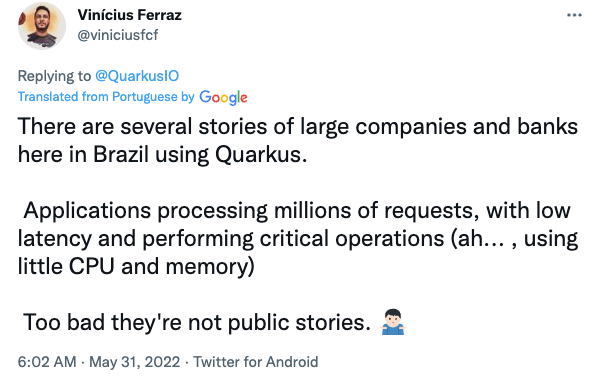 Vinícius Ferraz
@viniciusfcf
Replying to @QuarkusIO
Translated from Portuguese by Google
There are several stories of large companies and banks
here in Brazil using Quarkus.
Applications processing millions of requests, with low
latency and performing critical operations (ah... , using
little CPU and memory)
Too bad they're not public stories. 🤷🏻‍♂️
6:02 AM · May 31, 2022 · Twitter for Android